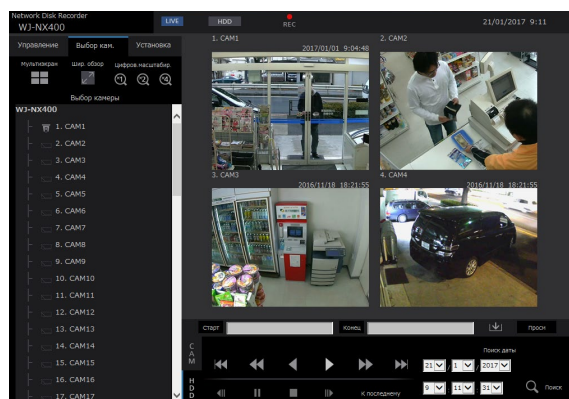 Network Disk Recorder
WJ-NX400
LIVE
HDD
REC
21/01/2017 9:11
Управление
Выбор кам.
Установка
Мультиэкран
Шир. обзор
Цифров.масштабир.
Выбор камеры
WJ-NX400
1. CAM1
2. CAM2
3. CAM3
4. CAM4
5. CAM5
6. CAM6
7. CAM7
8. CAM8
9. CAM9
10. CAM10
11. CAM11
12. CAM12
13. CAM13
14. CAM14
15. CAM15
16. CAM16
17. CAM17
1. CAM1
2017/01/01 9:04:48
2. CAM2
3. CAM3
2016/11/18 18:21:55
4. CAM4
2016/11/18 18:21:55
Старт
Конец
Просн
CAM
HDD
К последнему
Поиск даты
21 / 1 / 2017
9 : 11 : 31
Поиск